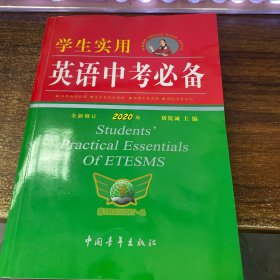 学生实用
英语中考必备
全新修订 2020版 刘锐诚 主编
Students'
Practical Essentials
Of ETESMS
中国青年出版社